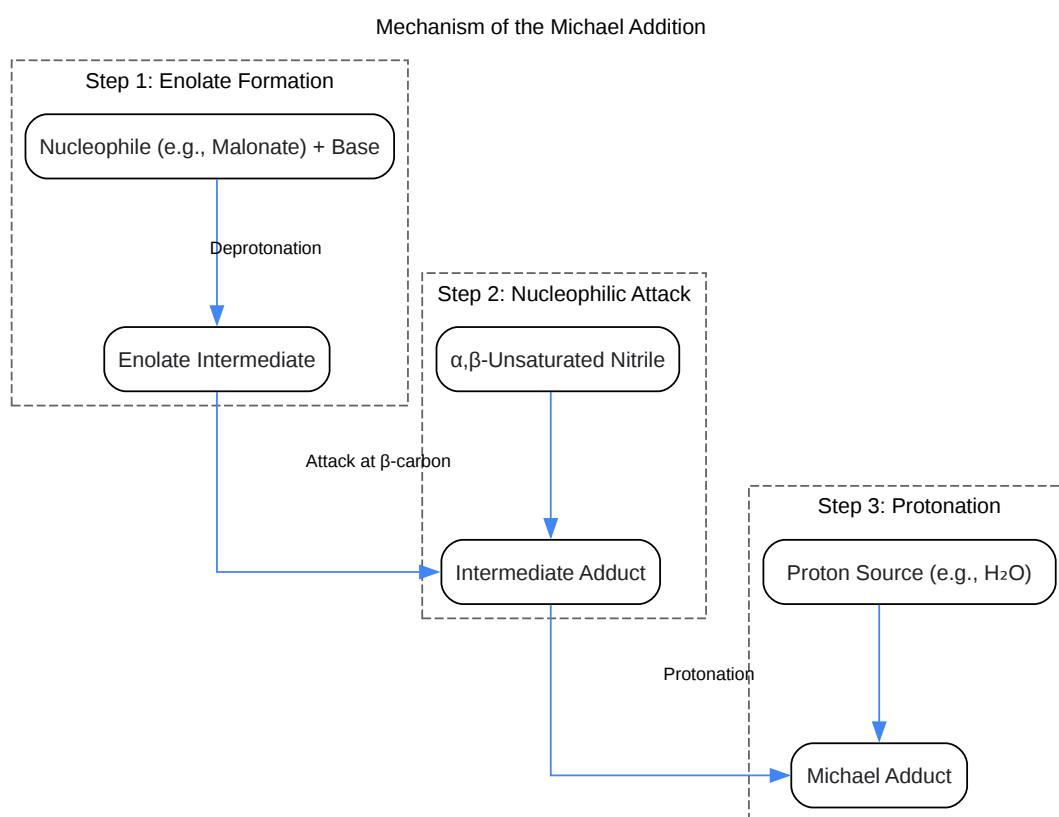 Mechanism of the Michael Addition
Step 1: Enolate Formation
Nucleophile (e.g., Malonate) + Base
Deprotonation
Enolate Intermediate
Step 2: Nucleophilic Attack
α,β-Unsaturated Nitrile
Attack at β-carbon
Intermediate Adduct
Step 3: Protonation
Proton Source (e.g., H₂O)
Protonation
Michael Adduct